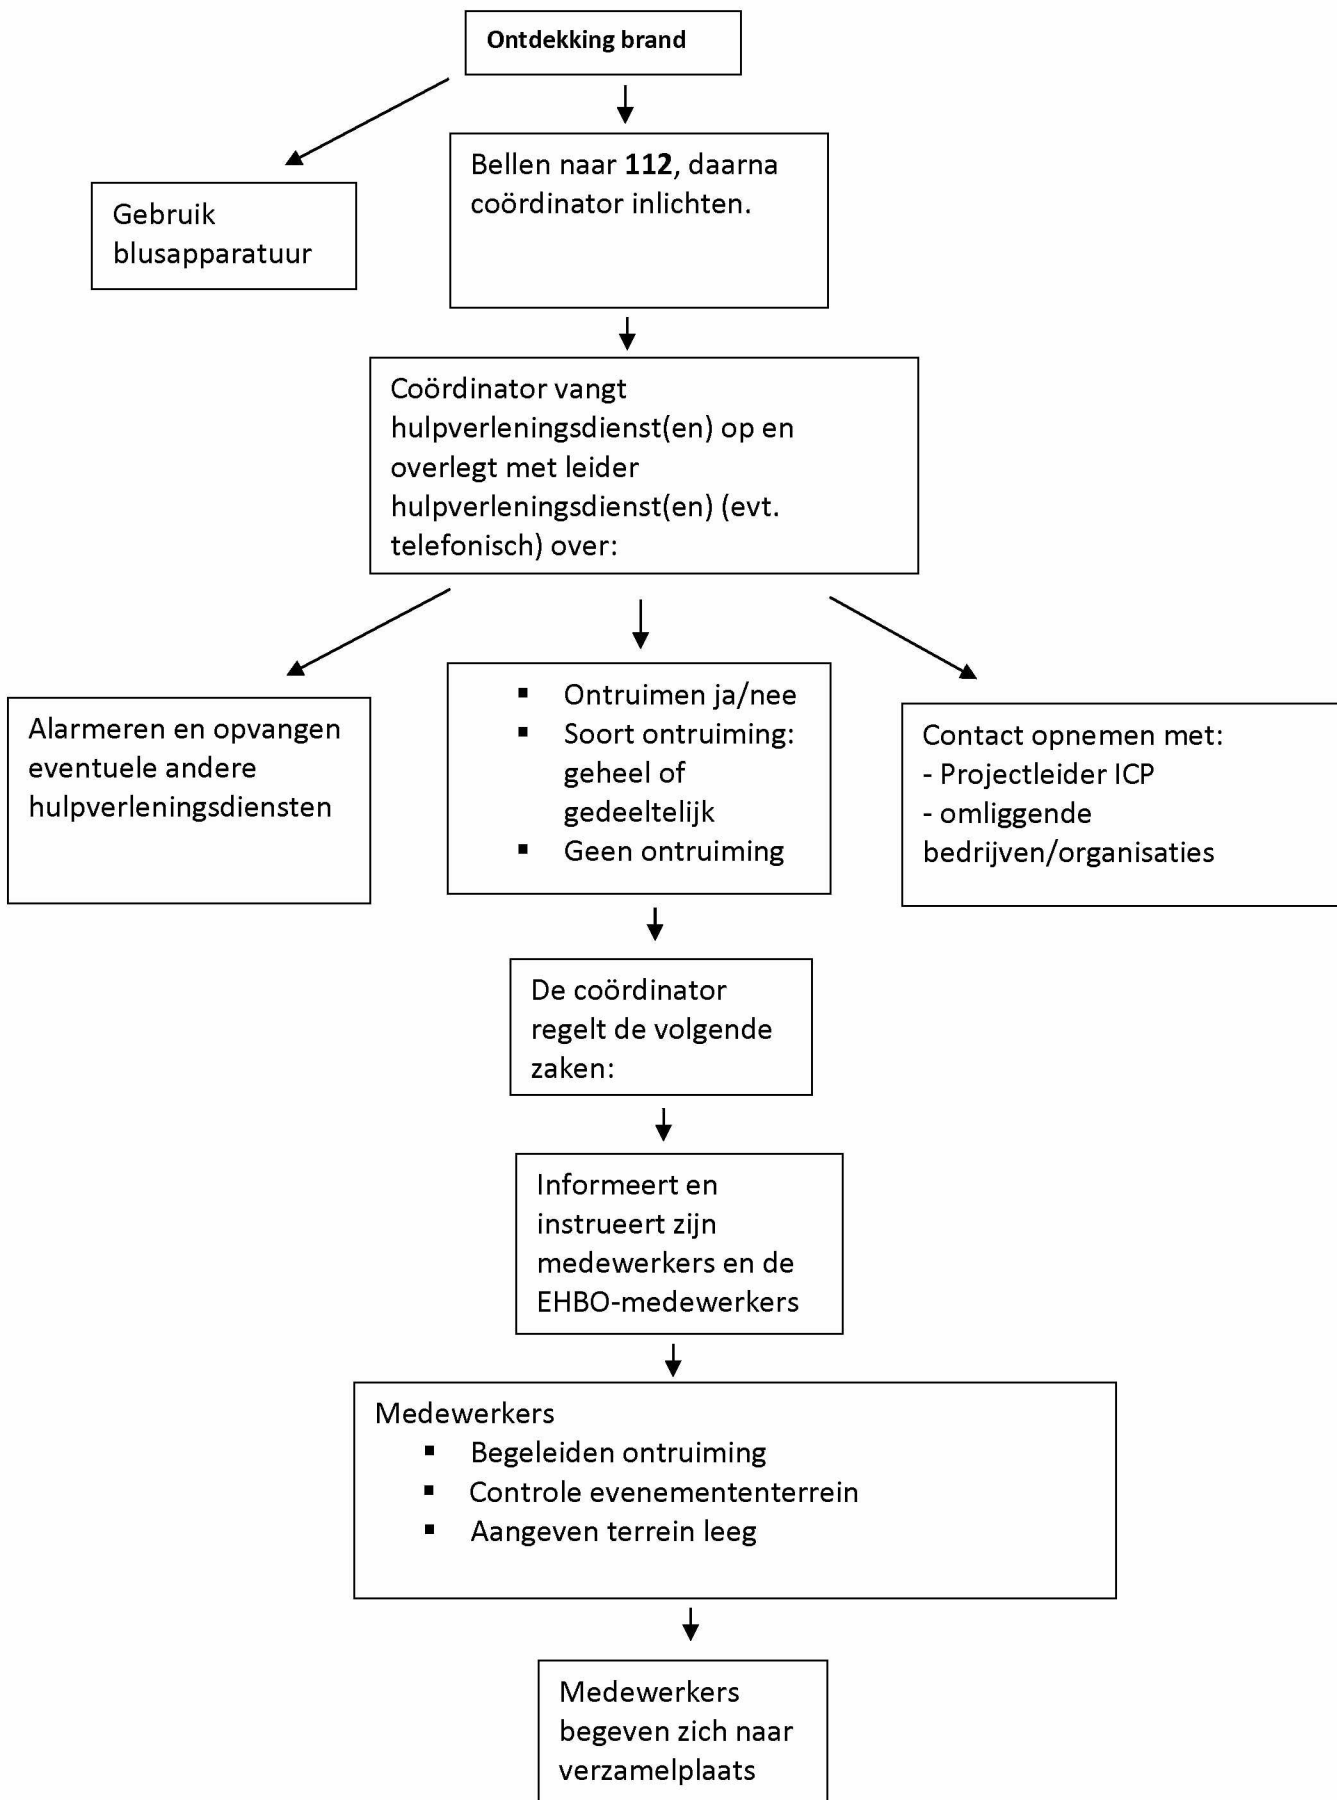 Ontdekking brand
Bellen naar 112, daarna
coördinator inlichten.
Gebruik
blusapparatuur
Coördinator vangt
hulpverleningsdienst(en) op en
overlegt met leider
hulpverleningsdienst(en) (evt.
telefonisch) over:
Alarmeren en opvangen
eventuele andere
hulpverleningsdiensten
▪ Ontruimen ja/nee
▪ Soort ontruiming:
geheel of
gedeeltelijk
▪ Geen ontruiming
Contact opnemen met:
- Projectleider ICP
- omliggende
bedrijven/organisaties
De coördinator
regelt de volgende
zaken:
Informeert en
instrueert zijn
medewerkers en de
EHBO-medewerkers
Medewerkers
▪ Begeleiden ontruiming
▪ Controle evenemententerrein
▪ Aangeven terrein leeg
Medewerkers
begeven zich naar
verzamelplaats